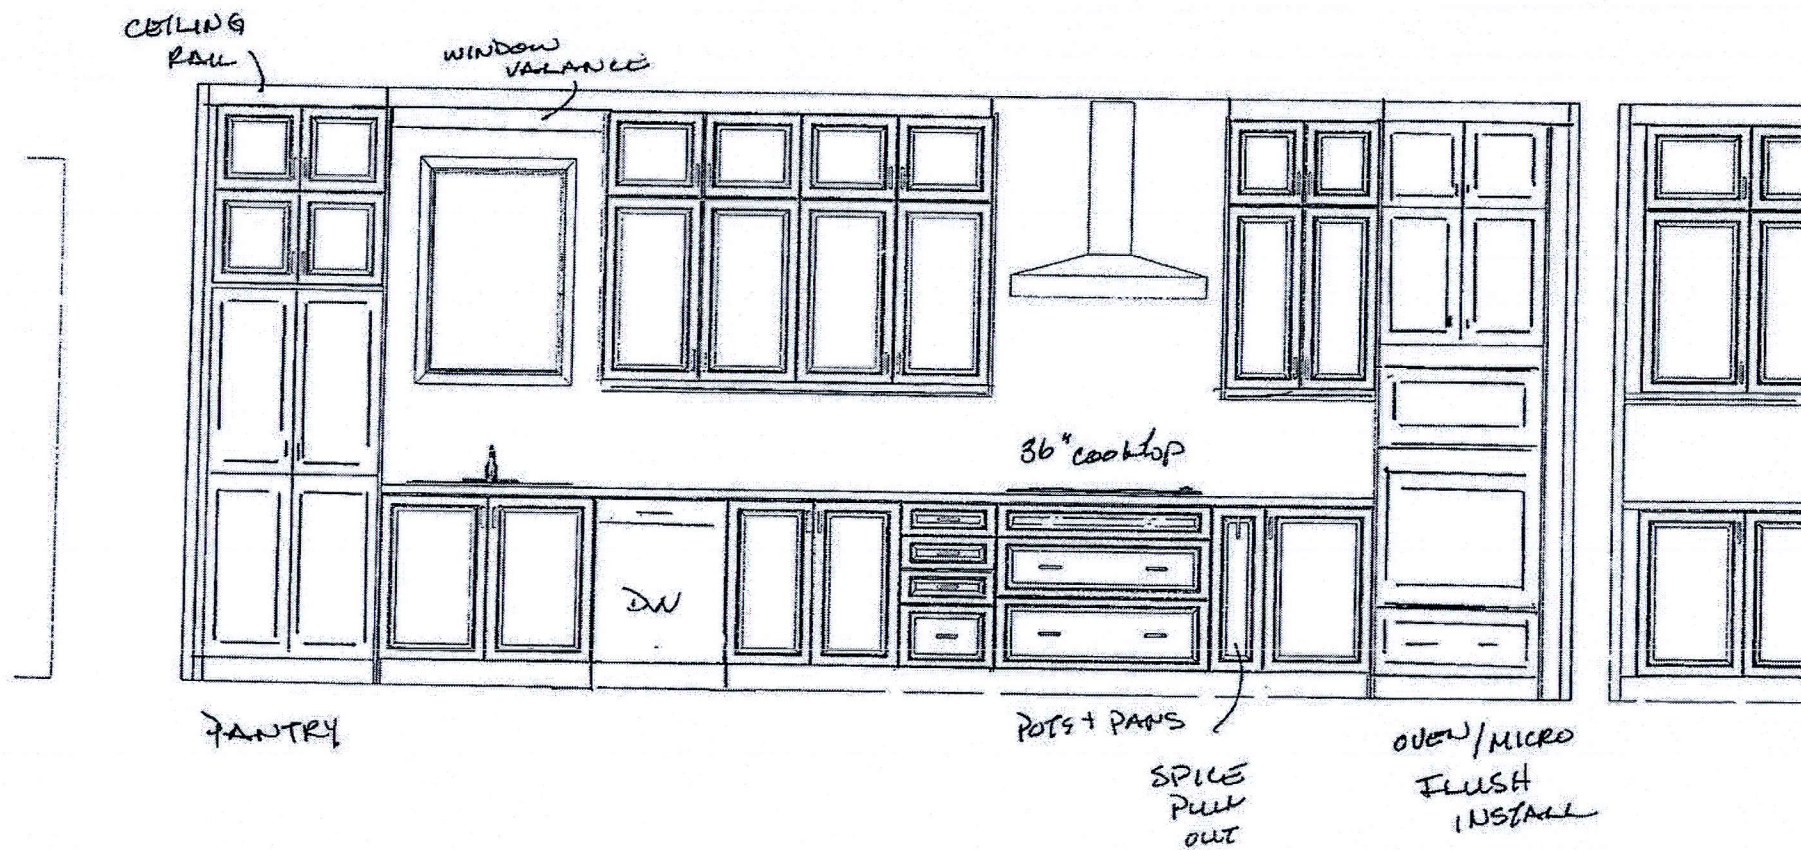 CEILING
RAIL
WINDOW
VALANCE
36" cooktop
DW
PANTRY
POTS + PANS
SPICE
PULL
OUT
OVEN/MICRO
FLUSH
INSTALL